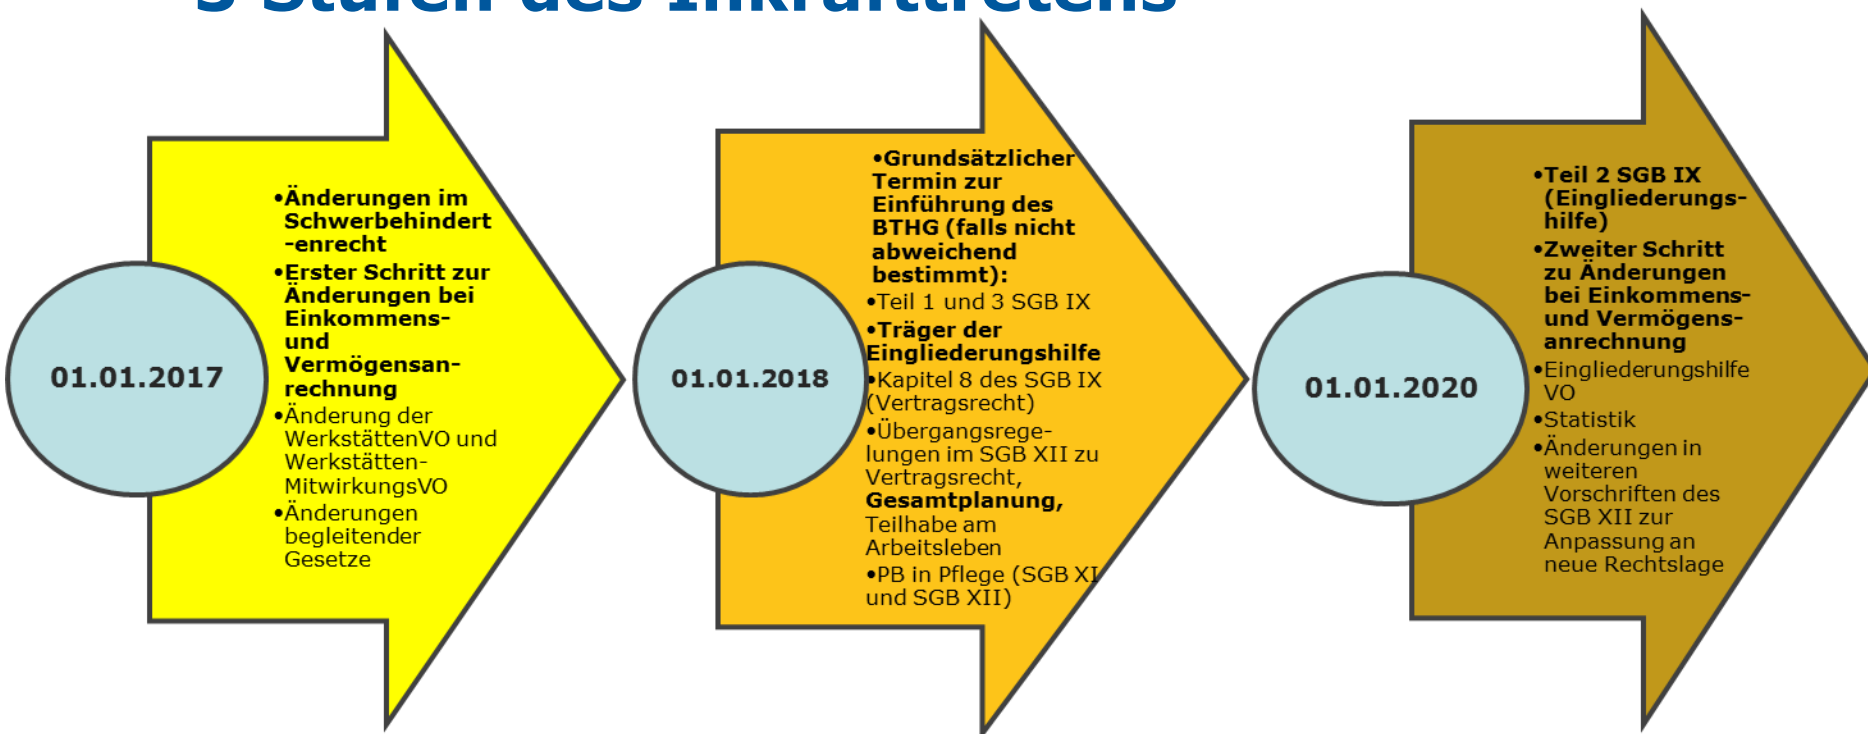 3 Stufen des Inkrafttretens
01.01.2017
•Änderungen im
Schwerbehindert
-enrecht
•Erster Schritt zur
Änderungen bei
Einkommens-
und
Vermögensan-
rechnung
•Änderung der
WerkstättenVO und
Werkstätten-
MitwirkungsVO
•Änderungen
begleitender
Gesetze
01.01.2018
•Grundsätzlicher
Termin zur
Einführung des
BTHG (falls nicht
abweichend
bestimmt):
•Teil 1 und 3 SGB IX
•Träger der
Eingliederungshilfe
•Kapitel 8 des SGB IX
(Vertragsrecht)
•Übergangsrege-
lungen im SGB XII zu
Vertragsrecht,
Gesamtplanung,
Teilhabe am
Arbeitsleben
•PB in Pflege (SGB XI
und SGB XII)
01.01.2020
•Teil 2 SGB IX
(Eingliederungs-
hilfe)
•Zweiter Schritt
zu Änderungen
bei Einkommens-
und Vermögens-
anrechnung
•Eingliederungshilfe
VO
•Statistik
•Änderungen in
weiteren
Vorschriften des
SGB XII zur
Anpassung an
neue Rechtslage